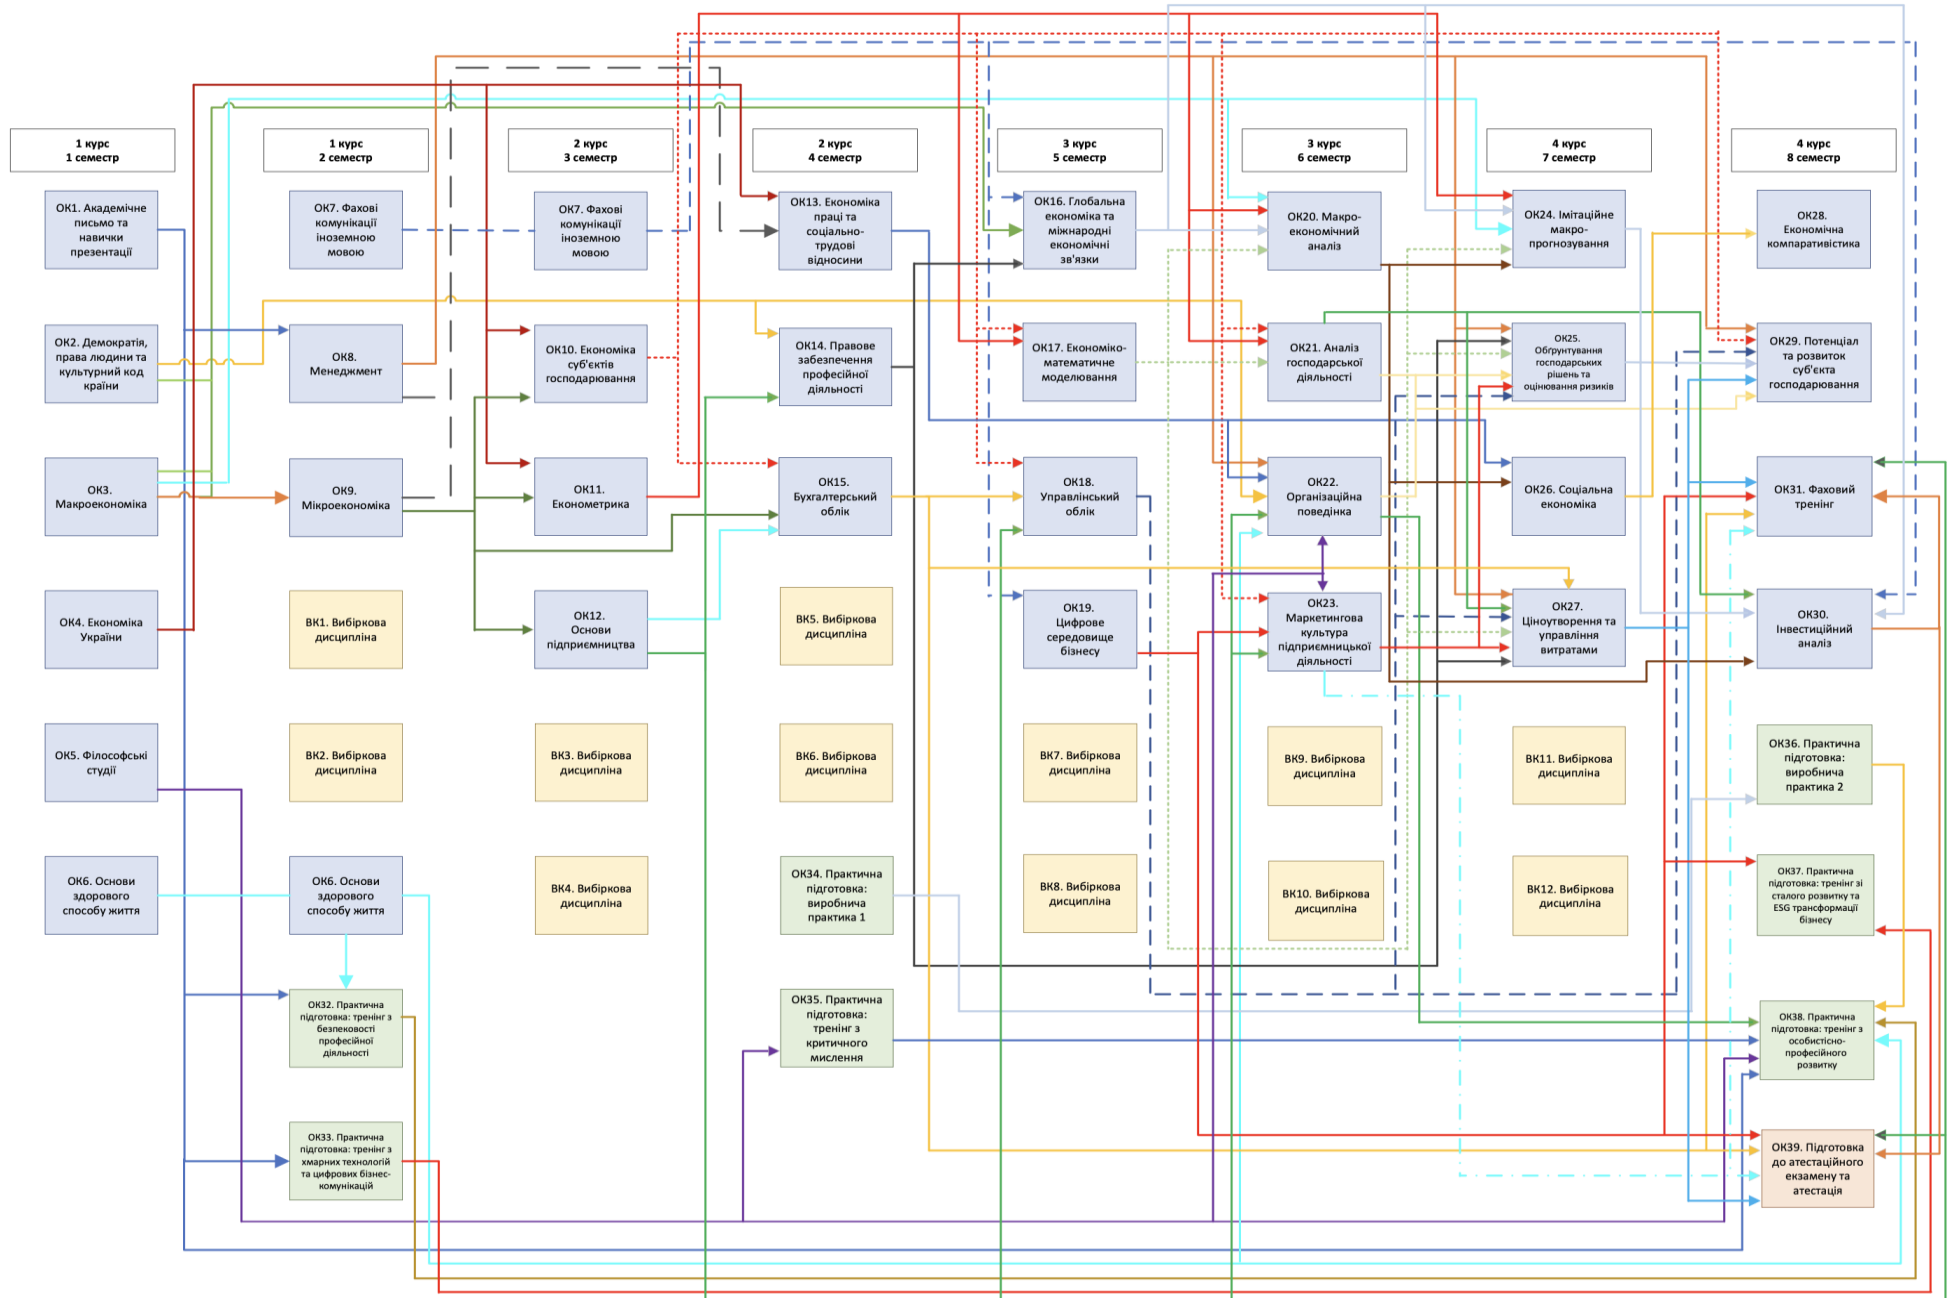 1 курс
1 семестр
1 курс
2 семестр
2 курс
3 семестр
2 курс
4 семестр
3 курс
5 семестр
3 курс
6 семестр
4 курс
7 семестр
4 курс
8 семестр
ОК1. Академічне
письмо та
навички
презентації
ОК7. Фахові
комунікації
іноземною
мовою
ОК7. Фахові
комунікації
іноземною
мовою
ОК13. Економіка
праці та
соціально-
трудові
відносини
ОК16. Глобальна
економіка та
міжнародні
економічні
зв'язки
ОК20. Макро-
економічний
аналіз
ОК24. Імітаційне
макро-
прогнозування
ОК28.
Економічна
компаративістика
ОК2. Демократія,
права людини та
культурний код
країни
ОК8.
Менеджмент
ОК10. Економіка
суб'єктів
господарювання
ОК14. Правове
забезпечення
професійної
діяльності
ОК17. Економіко-
математичне
моделювання
ОК21. Аналіз
господарської
діяльності
ОК25.
Обґрунтування
господарських
рішень та
оцінювання ризиків
ОК29. Потенціал
та розвиток
суб'єкта
господарювання
ОК3.
Макроекономіка
ОК9.
Мікроекономіка
ОК11.
Економетрика
ОК15.
Бухгалтерський
облік
ОК18.
Управлінський
облік
ОК22.
Організаційна
поведінка
ОК26. Соціальна
економіка
ОК31. Фаховий
тренінг
ОК4. Економіка
України
ВК1. Вибіркова
дисципліна
ОК12.
Основи
підприємництва
ВК5. Вибіркова
дисципліна
ОК19.
Цифрове
середовище
бізнесу
ОК23.
Маркетингова
культура
підприємницької
діяльності
ОК27.
Ціноутворення та
управління
витратами
ОК30.
Інвестиційний
аналіз
ОК5. Філософські
студії
ВК2. Вибіркова
дисципліна
ВК3. Вибіркова
дисципліна
ВК6. Вибіркова
дисципліна
ВК7. Вибіркова
дисципліна
ВК9. Вибіркова
дисципліна
ВК11. Вибіркова
дисципліна
ОК36. Практична
підготовка:
виробнича
практика 2
ОК6. Основи
здорового
способу життя
ОК6. Основи
здорового
способу життя
ВК4. Вибіркова
дисципліна
ОК34. Практична
підготовка:
виробнича
практика 1
ВК8. Вибіркова
дисципліна
ВК10. Вибіркова
дисципліна
ВК12. Вибіркова
дисципліна
ОК37. Практична
підготовка: тренінг зі
сталого розвитку та
ESG трансформації
бізнесу
ОК32. Практична
підготовка: тренінг з
безпековості
професійної
діяльності
ОК35. Практична
підготовка:
тренінг з
критичного
мислення
ОК38. Практична
підготовка: тренінг з
особистісно-
професійного
розвитку
ОК33. Практична
підготовка: тренінг з
хмарних технологій
та цифрових бізнес-
комунікацій
ОК39. Підготовка
до атестаційного
екзамену та
атестація